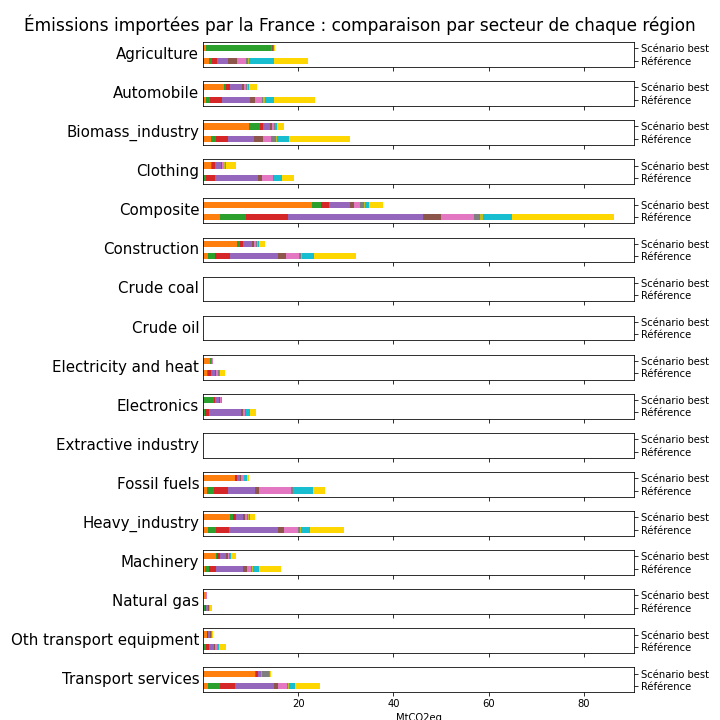 Émissions importées par la France : comparaison par secteur de chaque région
Agriculture
Scénario best
Référence
Automobile
Scénario best
Référence
Biomass_industry
Scénario best
Référence
Clothing
Scénario best
Référence
Composite
Scénario best
Référence
Construction
Scénario best
Référence
Crude coal
Scénario best
Référence
Crude oil
Scénario best
Référence
Electricity and heat
Scénario best
Référence
Electronics
Scénario best
Référence
Extractive industry
Scénario best
Référence
Fossil fuels
Scénario best
Référence
Heavy_industry
Scénario best
Référence
Machinery
Scénario best
Référence
Natural gas
Scénario best
Référence
Oth transport equipment
Scénario best
Référence
Transport services
Scénario best
Référence
20 40 60 80
MtCO2eq